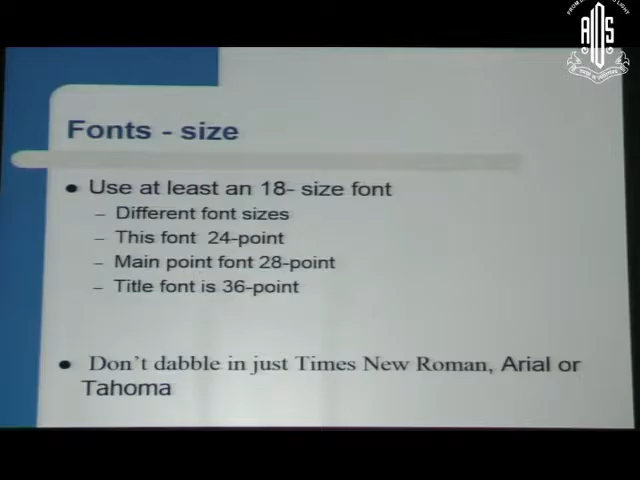 AIIS
Fonts - size
• Use at least an 18- size font
– Different font sizes
– This font 24-point
– Main point font 28-point
– Title font is 36-point
• Don't dabble in just Times New Roman, Arial or
Tahoma